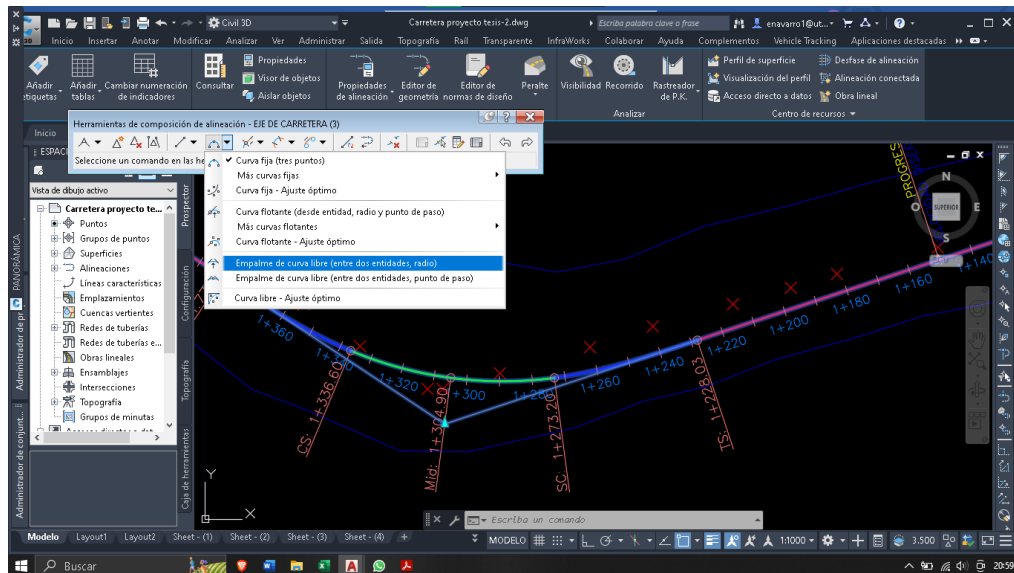 Civil 3D
Carretera proyecto tesis-2.dwg
Escriba palabra clave o frase
enavarro1@ut...
Inicio Insertar Anotar Modificar Analizar Ver Administrar Salida Topografía Raíl Transparente InfraWorks Colaborar Ayuda Complementos Vehicle Tracking Aplicaciones destacadas
Propiedades
Visor de objetos
Aislar objetos
Añadir etiquetas
Añadir tablas
Cambiar numeración de indicadores
Consultar
Propiedades de alineación
Editor de geometría
Editor de normas de diseño
Peralte
Visibilidad
Recorrido
Rastreador de P.K.
Perfil de superficie
Visualización del perfil
Acceso directo a datos
Desfase de alineación
Alineación conectada
Obra lineal
Analizar
Centro de recursos
Herramientas de composición de alineación - EJE DE CARRETERA (3)
Seleccione un comando en las he
Inicio
ESPACI
Curva fija (tres puntos)
Más curvas fijas
Curva fija - Ajuste óptimo
Curva flotante (desde entidad, radio y punto de paso)
Más curvas flotantes
Curva flotante - Ajuste óptimo
Empalme de curva libre (entre dos entidades, radio)
Empalme de curva libre (entre dos entidades, punto de paso)
Curva libre - Ajuste óptimo
Vista de dibujo activo
Carretera proyecto te...
Puntos
Grupos de puntos
Superficies
Alineaciones
Líneas características
Emplazamientos
Cuencas vertientes
Redes de tuberías
Redes de tuberías e...
Obras lineales
Ensamblajes
Intersecciones
Topografía
Grupos de minutas
Prospector
Configuración
Topografía
Caja de herramientas
PANORÁMICA
Administrador de pr
Administrador de conjunt...
PROGRES
N
O SUPERIOR E
S
1+360
1+320
1+300
1+260
1+240
1+220
1+200
1+180
1+160
1+140
CS: 1+336.60
Mid: 1+304.90
SC: 1+273.20
TS: 1+228.03
Y
X
Escriba un comando
Modelo Layout1 Layout2 Sheet - (1) Sheet - (2) Sheet - (3) Sheet - (4) +
MODELO
1:1000
3.500
Buscar
20:59